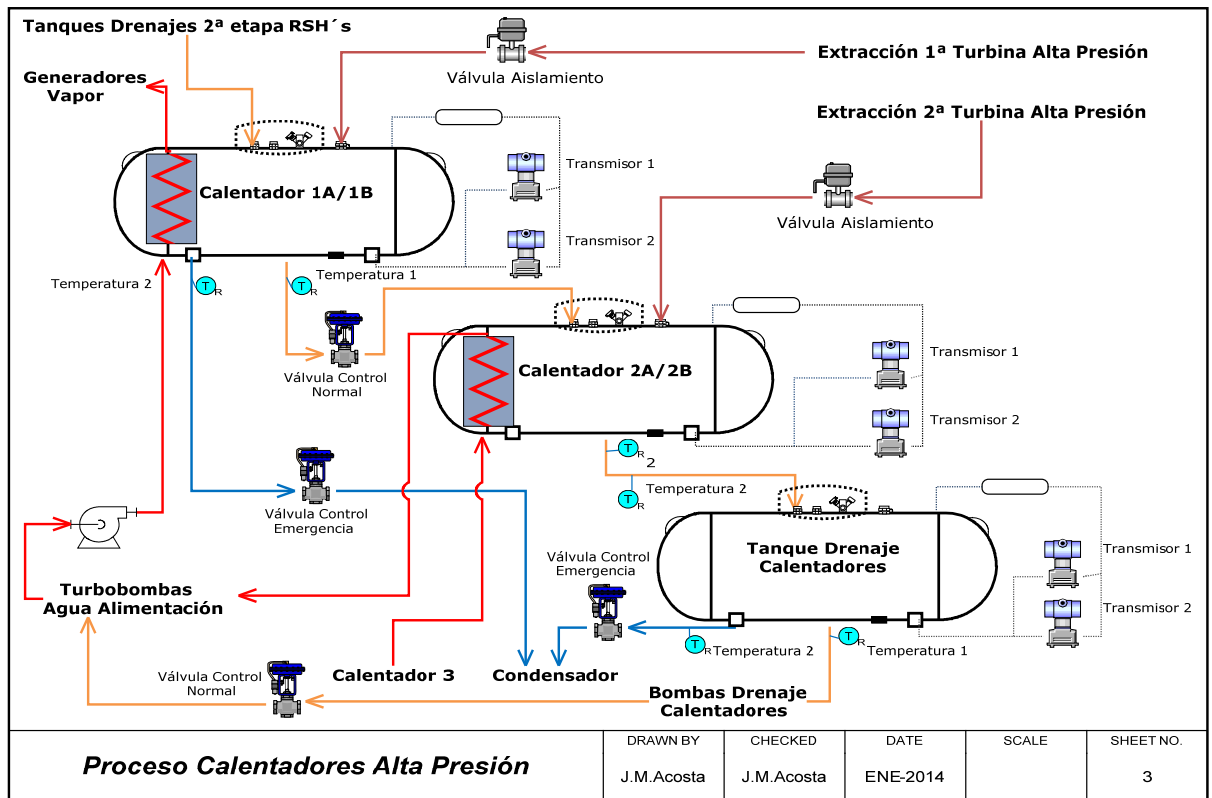 Tanques Drenajes 2ª etapa RSH´s
Extracción 1ª Turbina Alta Presión
Válvula Aislamiento
Generadores
Vapor
Extracción 2ª Turbina Alta Presión
Transmisor 1
Calentador 1A/1B
Válvula Aislamiento
Transmisor 2
Temperatura 2
T
R
T
R
Temperatura 1
Transmisor 1
Calentador 2A/2B
Válvula Control
Normal
Transmisor 2
T
R
2
T
R
Temperatura 2
Válvula Control
Emergencia
Tanque Drenaje
Calentadores
Transmisor 1
Válvula Control
Emergencia
Turbobombas
Agua Alimentación
Transmisor 2
T
R
Temperatura 2
T
R
Temperatura 1
Válvula Control
Normal
Calentador 3
Condensador
Bombas Drenaje
Calentadores
Proceso Calentadores Alta Presión
DRAWN BY
CHECKED
DATE
SCALE
SHEET NO.
J.M.Acosta
J.M.Acosta
ENE-2014
3